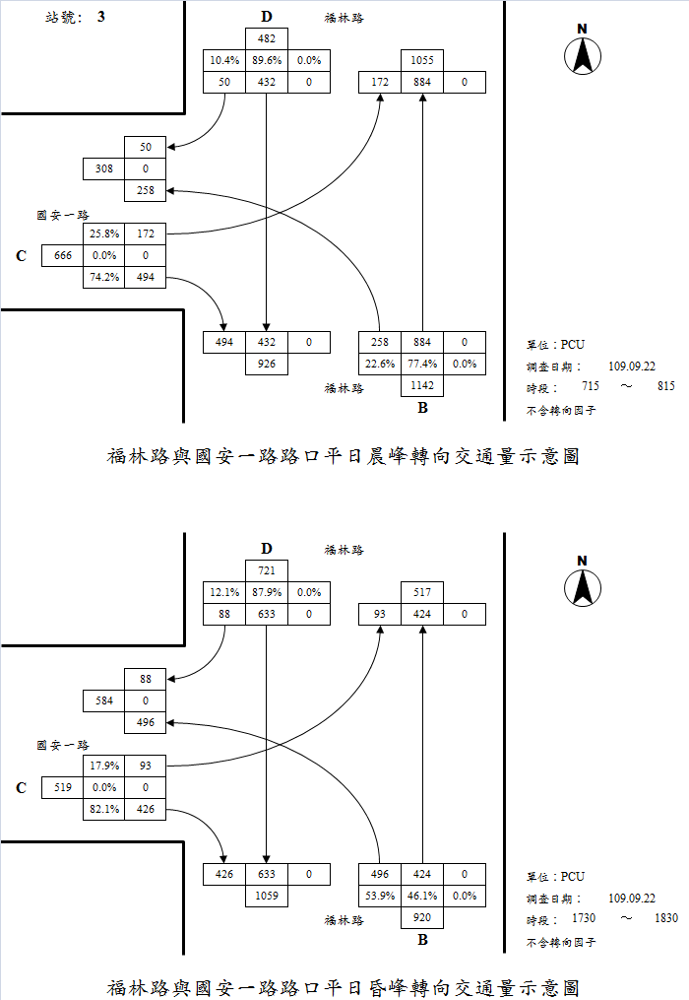 站號: 3
D
福林路
482
10.4% 89.6% 0.0%
50 432 0
1055
172 884 0
N
50
308 0
258
國安一路
25.8% 172
C 666 0.0% 0
74.2% 494
494 432 0
926
258 884 0
22.6% 77.4% 0.0%
1142
福林路
B
單位:PCU
調查日期: 109.09.22
時段: 715 ～ 815
不含轉向因子
福林路與國安一路路口平日晨峰轉向交通量示意圖
D
福林路
721
12.1% 87.9% 0.0%
88 633 0
517
93 424 0
N
88
584 0
496
國安一路
17.9% 93
C 519 0.0% 0
82.1% 426
426 633 0
1059
496 424 0
53.9% 46.1% 0.0%
920
福林路
B
單位:PCU
調查日期: 109.09.22
時段: 1730 ～ 1830
不含轉向因子
福林路與國安一路路口平日昏峰轉向交通量示意圖